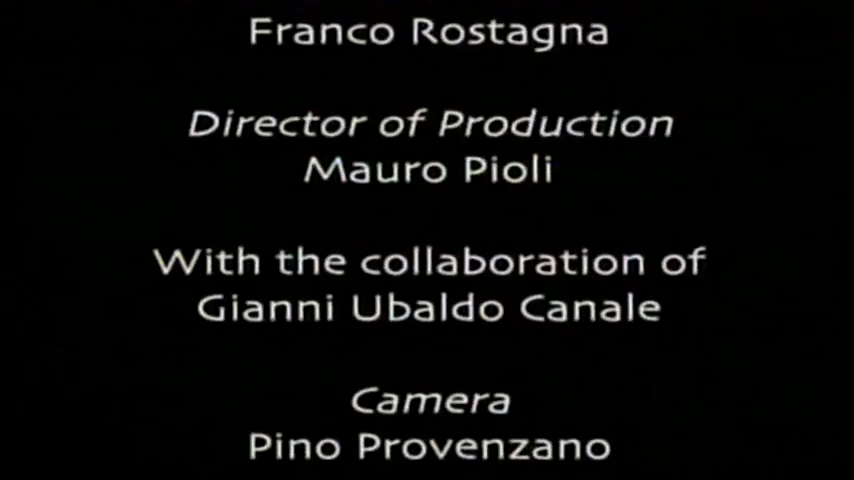 Franco Rostagna
Director of Production
Mauro Pioli
With the collaboration of
Gianni Ubaldo Canale
Camera
Pino Provenzano